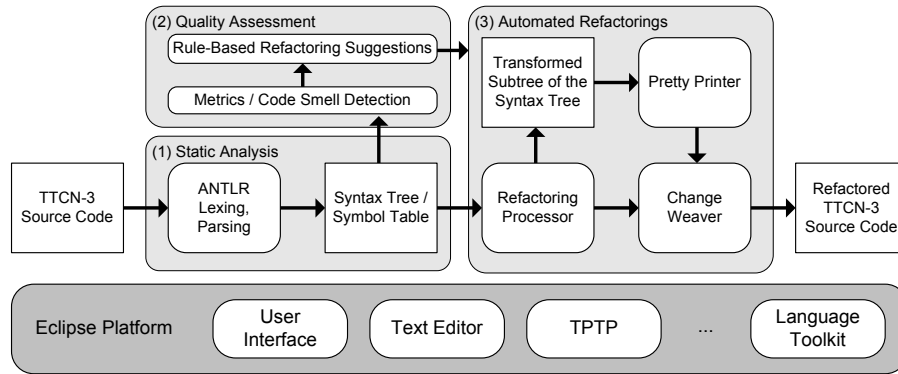 (2) Quality Assessment
Rule-Based Refactoring Suggestions
Metrics / Code Smell Detection
(3) Automated Refactorings
Transformed
Subtree of the
Syntax Tree
Pretty Printer
(1) Static Analysis
TTCN-3
Source Code
ANTLR
Lexing,
Parsing
Syntax Tree /
Symbol Table
Refactoring
Processor
Change
Weaver
Refactored
TTCN-3
Source Code
Eclipse Platform
User
Interface
Text Editor
TPTP
...
Language
Toolkit